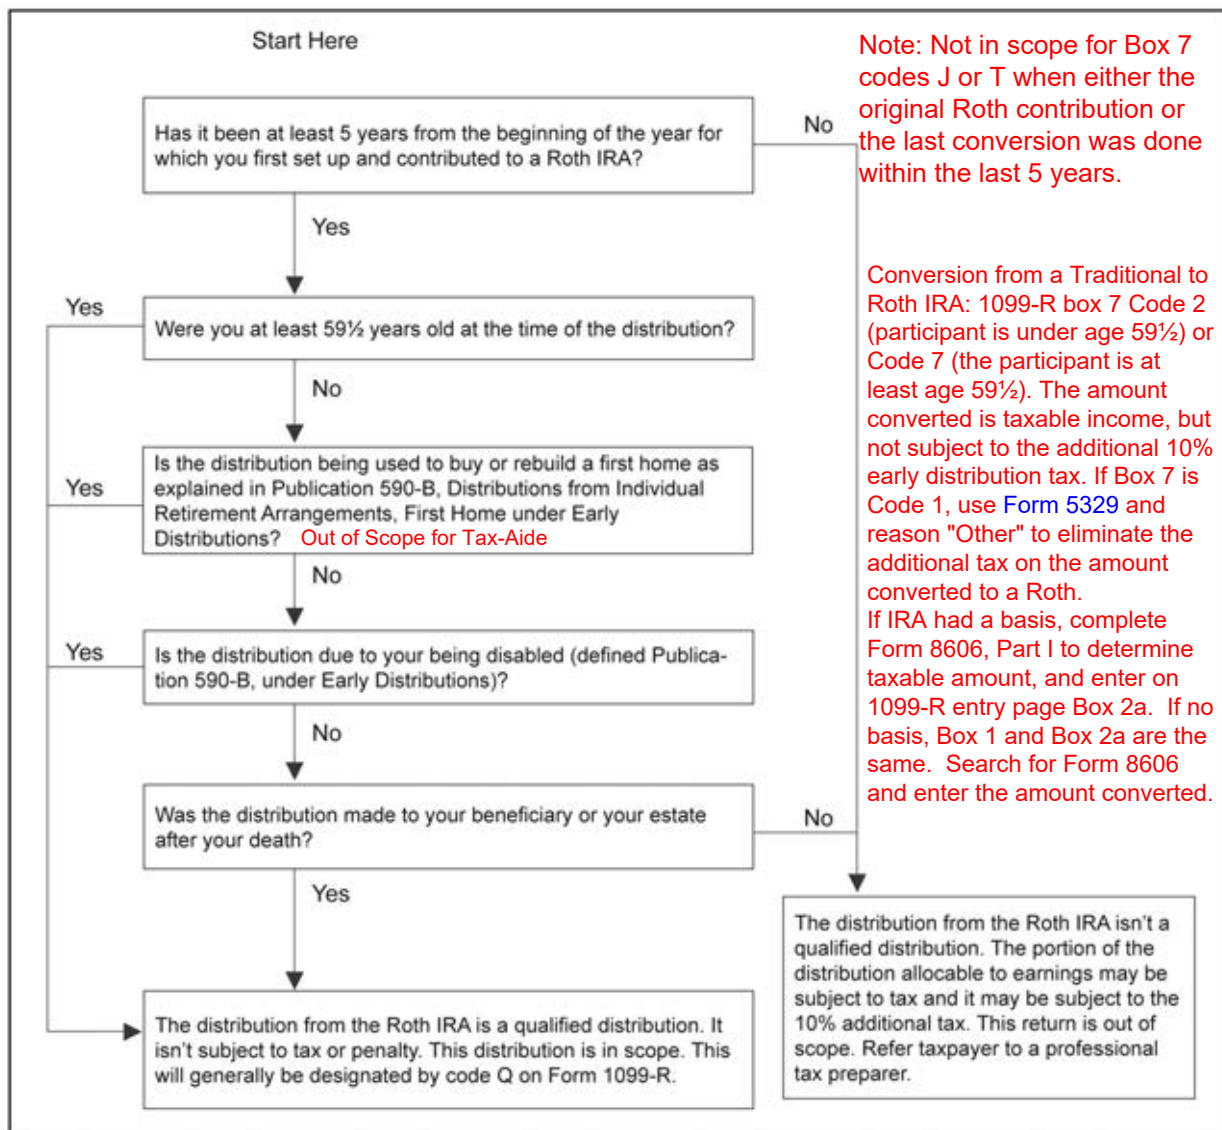 Start Here
Note: Not in scope for Box 7
codes J or T when either the
original Roth contribution or
the last conversion was done
within the last 5 years.
Has it been at least 5 years from the beginning of the year for
which you first set up and contributed to a Roth IRA?
No
Yes
Conversion from a Traditional to
Roth IRA: 1099-R box 7 Code 2
(participant is under age 59½) or
Code 7 (the participant is at
least age 59½). The amount
converted is taxable income, but
not subject to the additional 10%
early distribution tax. If Box 7 is
Code 1, use Form 5329 and
reason "Other" to eliminate the
additional tax on the amount
converted to a Roth.
If IRA had a basis, complete
Form 8606, Part I to determine
taxable amount, and enter on
1099-R entry page Box 2a.  If no
basis, Box 1 and Box 2a are the
same.  Search for Form 8606
and enter the amount converted.
Yes
Were you at least 59½ years old at the time of the distribution?
No
Yes
Is the distribution being used to buy or rebuild a first home as
explained in Publication 590-B, Distributions from Individual
Retirement Arrangements, First Home under Early
Distributions? Out of Scope for Tax-Aide
No
Yes
Is the distribution due to your being disabled (defined Publica-
tion 590-B, under Early Distributions)?
No
Was the distribution made to your beneficiary or your estate
after your death?
No
Yes
The distribution from the Roth IRA isn't a
qualified distribution. The portion of the
distribution allocable to earnings may be
subject to tax and it may be subject to the
10% additional tax. This return is out of
scope. Refer taxpayer to a professional
tax preparer.
The distribution from the Roth IRA is a qualified distribution. It
isn't subject to tax or penalty. This distribution is in scope. This
will generally be designated by code Q on Form 1099-R.